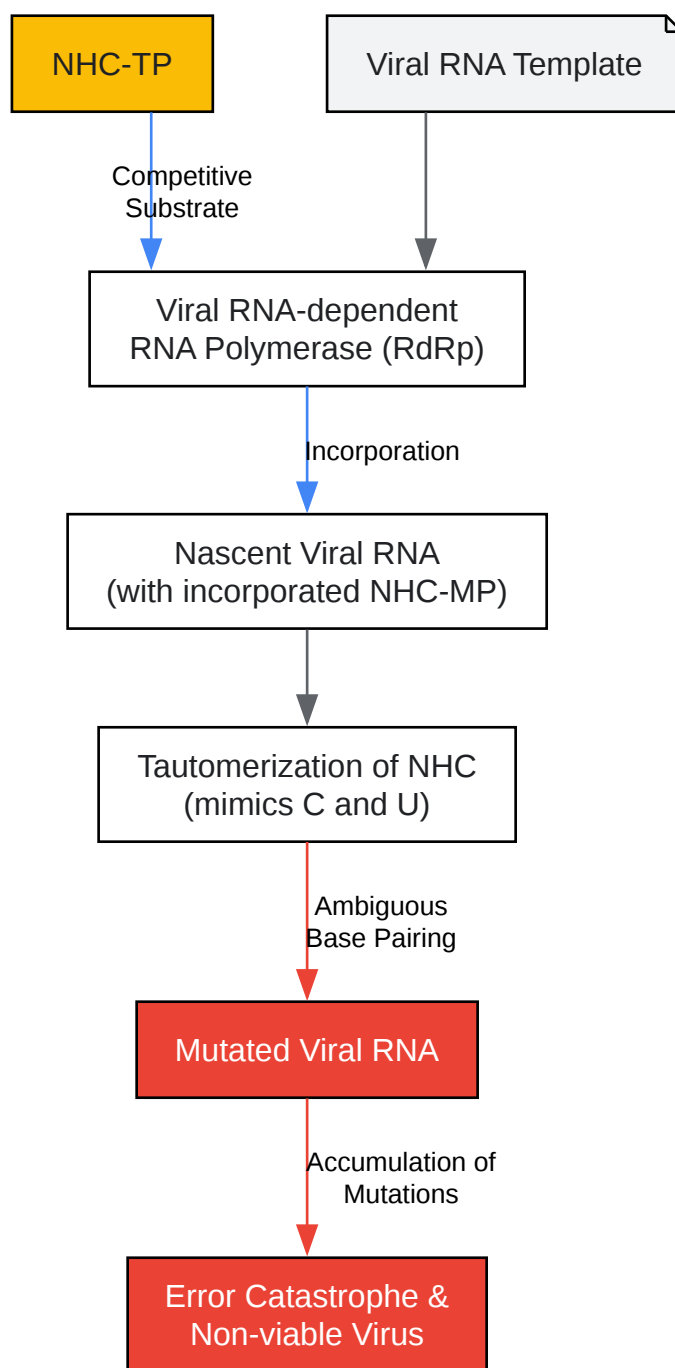 NHC-TP
Viral RNA Template
Competitive
Substrate
Viral RNA-dependent
RNA Polymerase (RdRp)
Incorporation
Nascent Viral RNA
(with incorporated NHC-MP)
Tautomerization of NHC
(mimics C and U)
Ambiguous
Base Pairing
Mutated Viral RNA
Accumulation of
Mutations
Error Catastrophe &
Non-viable Virus